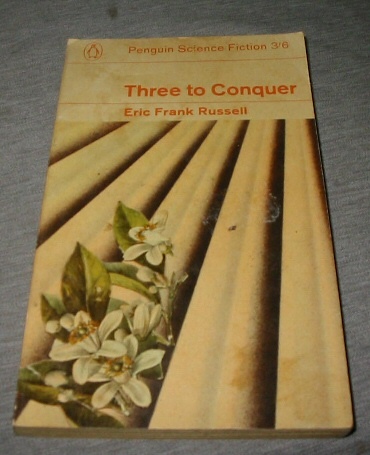 Penguin Science Fiction 3/6
Three to Conquer
Eric Frank Russell